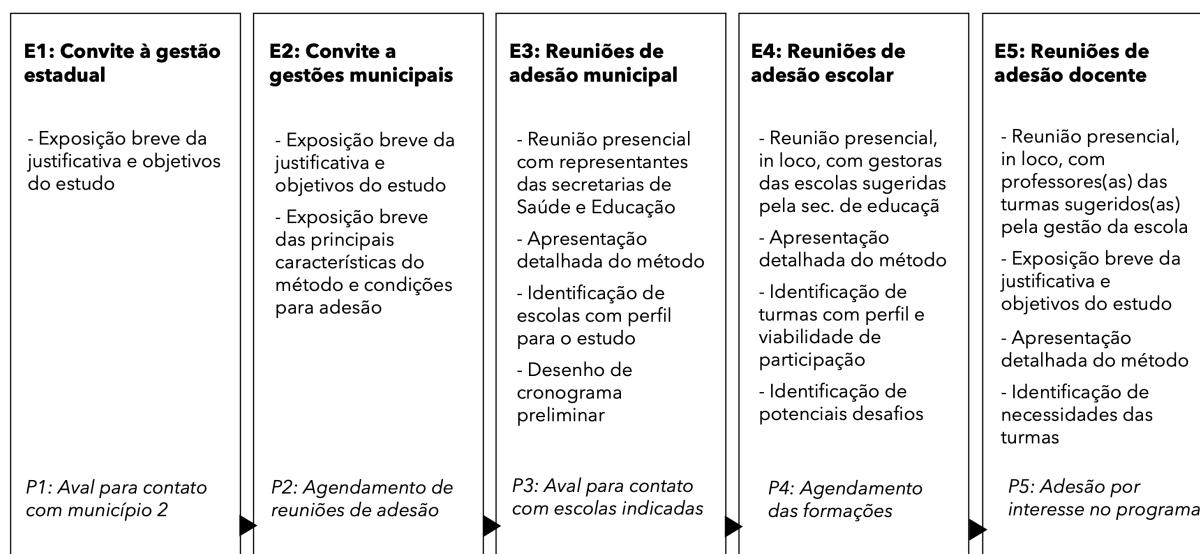 E1: Convite à gestão
estadual
- Exposição breve da
justificativa e objetivos
do estudo
P1: Aval para contato
com município 2
E2: Convite a
gestões municipais
- Exposição breve da
justificativa e
objetivos do estudo
- Exposição breve
das principais
características do
método e condições
para adesão
P2: Agendamento de
reuniões de adesão
E3: Reuniões de
adesão municipal
- Reunião presencial
com representantes
das secretarias de
Saúde e Educação
- Apresentação
detalhada do método
- Identificação de
escolas com perfil
para o estudo
- Desenho de
cronograma
preliminar
P3: Aval para contato
com escolas indicadas
E4: Reuniões de
adesão escolar
- Reunião presencial,
in loco, com gestoras
das escolas sugeridas
pela sec. de educaçã
- Apresentação
detalhada do método
- Identificação de
turmas com perfil e
viabilidade de
participação
- Identificação de
potenciais desafios
P4: Agendamento
das formações
E5: Reuniões de
adesão docente
- Reunião presencial,
in loco, com
professores(as) das
turmas sugeridos(as)
pela gestão da escola
- Exposição breve da
justificativa e
objetivos do estudo
- Apresentação
detalhada do método
- Identificação de
necessidades das
turmas
P5: Adesão por
interesse no programa